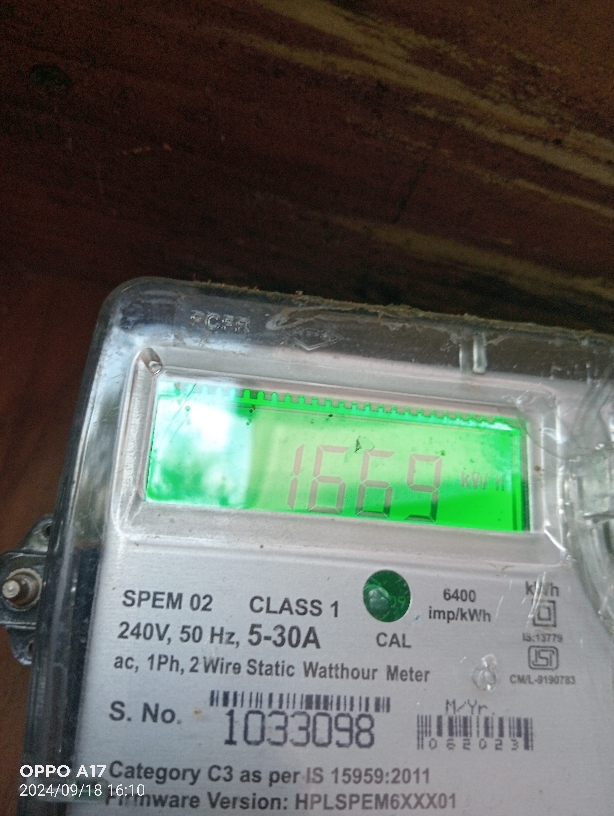 1669 kW H
SPEM 02 CLASS 1
6400
imp/kWh
kWh
240V, 50 Hz, 5-30A
CAL
IS:13779
ac, 1Ph, 2 Wire Static Watthour Meter
ISI
CM/L-9190783
S. No. 1033098
M/Yr.
062023
Category C3 as per IS 15959:2011
Firmware Version: HPLSPEM6XXX01
OPPO A17
2024/09/18 16:10